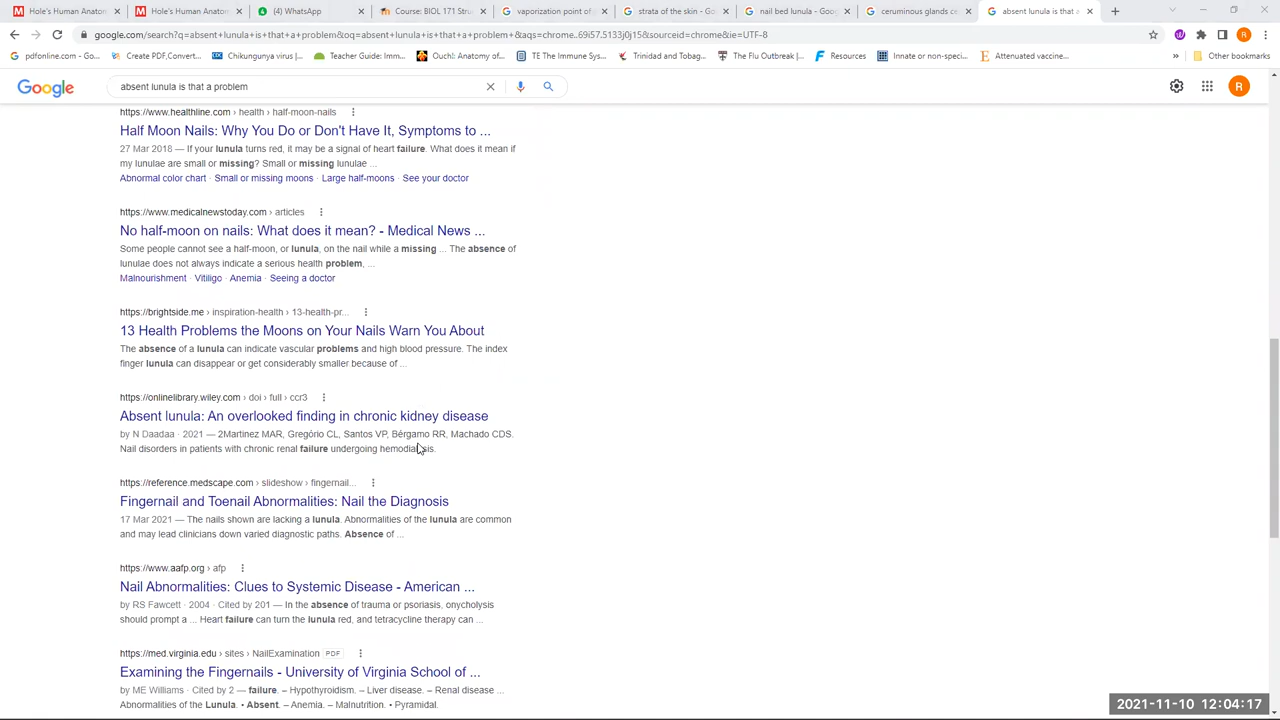 Hole's Human Anatom
Hole's Human Anatom
(4) WhatsApp
Course: BIOL 171 Stru
vaporization point of
strata of the skin - Goo
nail bed lunula - Goog
ceruminous glands c
absent lunula is that a
google.com/search?q=absent+lunula+is+that+a+problem&oq=absent+lunula+is+that+a+problem+&aqs=chrome..69i57.5133j0j15&sourceid=chrome&ie=UTF-8
R
pdfonline.com - Go...
Create PDF,Convert...
Chikungunya virus |...
Teacher Guide: Imm...
Ouch! Anatomy of...
TE The Immune Sys...
Trinidad and Tobag...
The Flu Outbreak |...
Resources
Innate or non-speci...
Attenuated vaccine...
»
Other bookmarks
Google
absent lunula is that a problem
R
https://www.healthline.com › health › half-moon-nails
Half Moon Nails: Why You Do or Don't Have It, Symptoms to ...
27 Mar 2018 — If your lunula turns red, it may be a signal of heart failure. What does it mean if
my lunulae are small or missing? Small or missing lunulae ...
Abnormal color chart · Small or missing moons · Large half-moons · See your doctor
https://www.medicalnewstoday.com › articles
No half-moon on nails: What does it mean? - Medical News ...
Some people cannot see a half-moon, or lunula, on the nail while a missing ... The absence of
lunulae does not always indicate a serious health problem, ...
Malnourishment · Vitiligo · Anemia · Seeing a doctor
https://brightside.me › inspiration-health › 13-health-pr...
13 Health Problems the Moons on Your Nails Warn You About
The absence of a lunula can indicate vascular problems and high blood pressure. The index
finger lunula can disappear or get considerably smaller because of ...
https://onlinelibrary.wiley.com › doi › full › ccr3
Absent lunula: An overlooked finding in chronic kidney disease
by N Daadaa · 2021 — 2Martinez MAR, Gregório CL, Santos VP, Bérgamo RR, Machado CDS.
Nail disorders in patients with chronic renal failure undergoing hemodialysis.
https://reference.medscape.com › slideshow › fingernail...
Fingernail and Toenail Abnormalities: Nail the Diagnosis
17 Mar 2021 — The nails shown are lacking a lunula. Abnormalities of the lunula are common
and may lead clinicians down varied diagnostic paths. Absence of ...
https://www.aafp.org › afp
Nail Abnormalities: Clues to Systemic Disease - American ...
by RS Fawcett · 2004 · Cited by 201 — In the absence of trauma or psoriasis, onycholysis
should prompt a ... Heart failure can turn the lunula red, and tetracycline therapy can ...
https://med.virginia.edu › sites › NailExamination PDF
Examining the Fingernails - University of Virginia School of ...
by ME Williams · Cited by 2 — failure. – Hypothyroidism. – Liver disease. – Renal disease ...
Abnormalities of the Lunula. • Absent. – Anemia. – Malnutrition. • Pyramidal.
2021-11-10 12:04:17